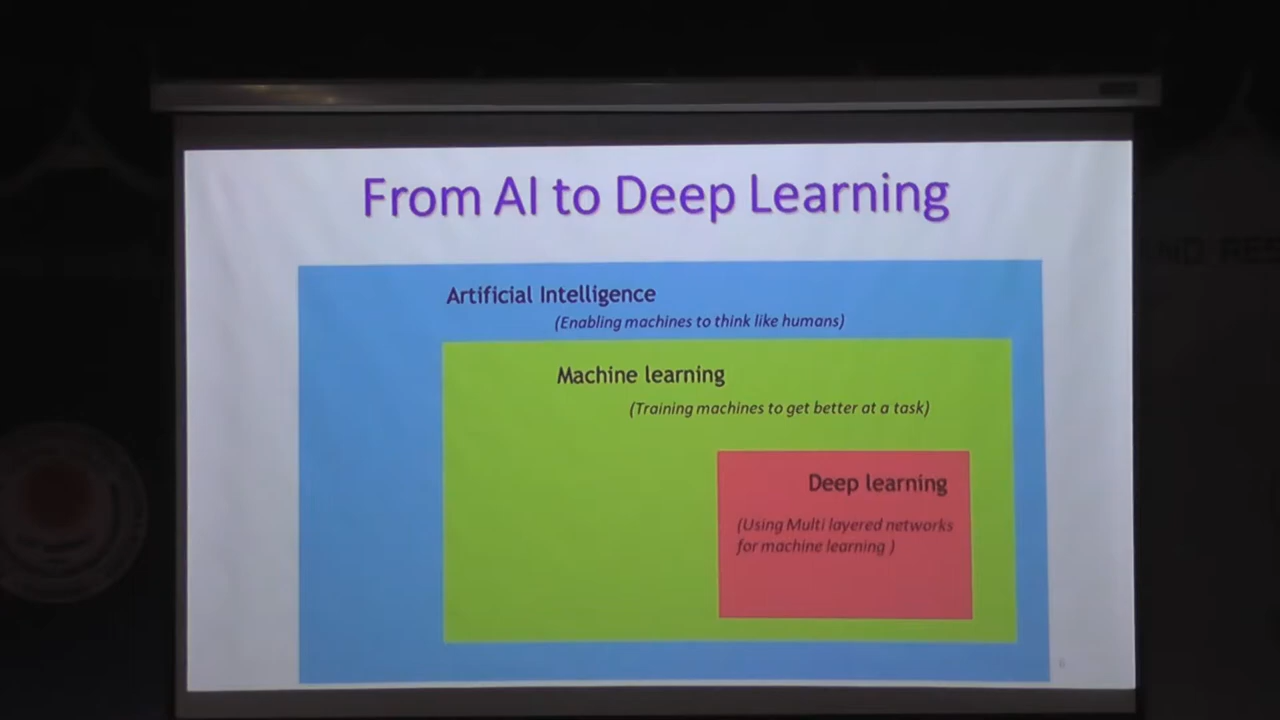 From AI to Deep Learning
Artificial Intelligence
(Enabling machines to think like humans)
Machine learning
(Training machines to get better at a task)
Deep learning
(Using Multi layered networks
for machine learning )